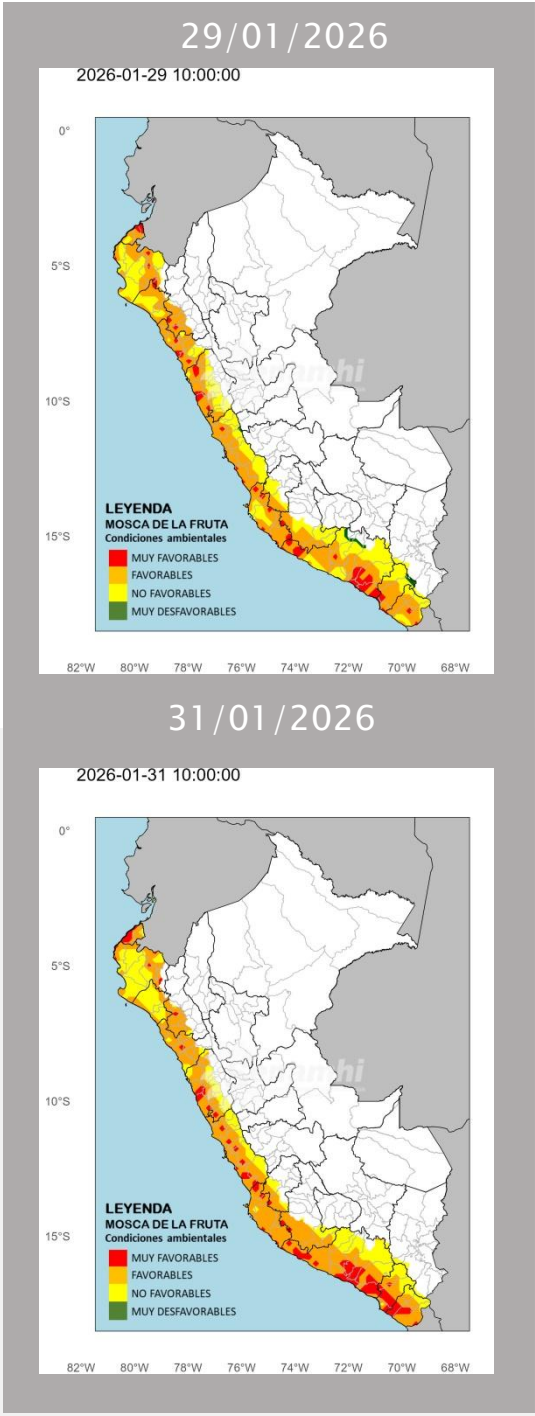 29/01/2026
2026-01-29 10:00:00
0°
5°S
10°S
15°S
LEYENDA
MOSCA DE LA FRUTA
Condiciones ambientales
MUY FAVORABLES
FAVORABLES
NO FAVORABLES
MUY DESFAVORABLES
82°W 80°W 78°W 76°W 74°W 72°W 70°W 68°W
31/01/2026
2026-01-31 10:00:00
0°
5°S
10°S
15°S
LEYENDA
MOSCA DE LA FRUTA
Condiciones ambientales
MUY FAVORABLES
FAVORABLES
NO FAVORABLES
MUY DESFAVORABLES
82°W 80°W 78°W 76°W 74°W 72°W 70°W 68°W